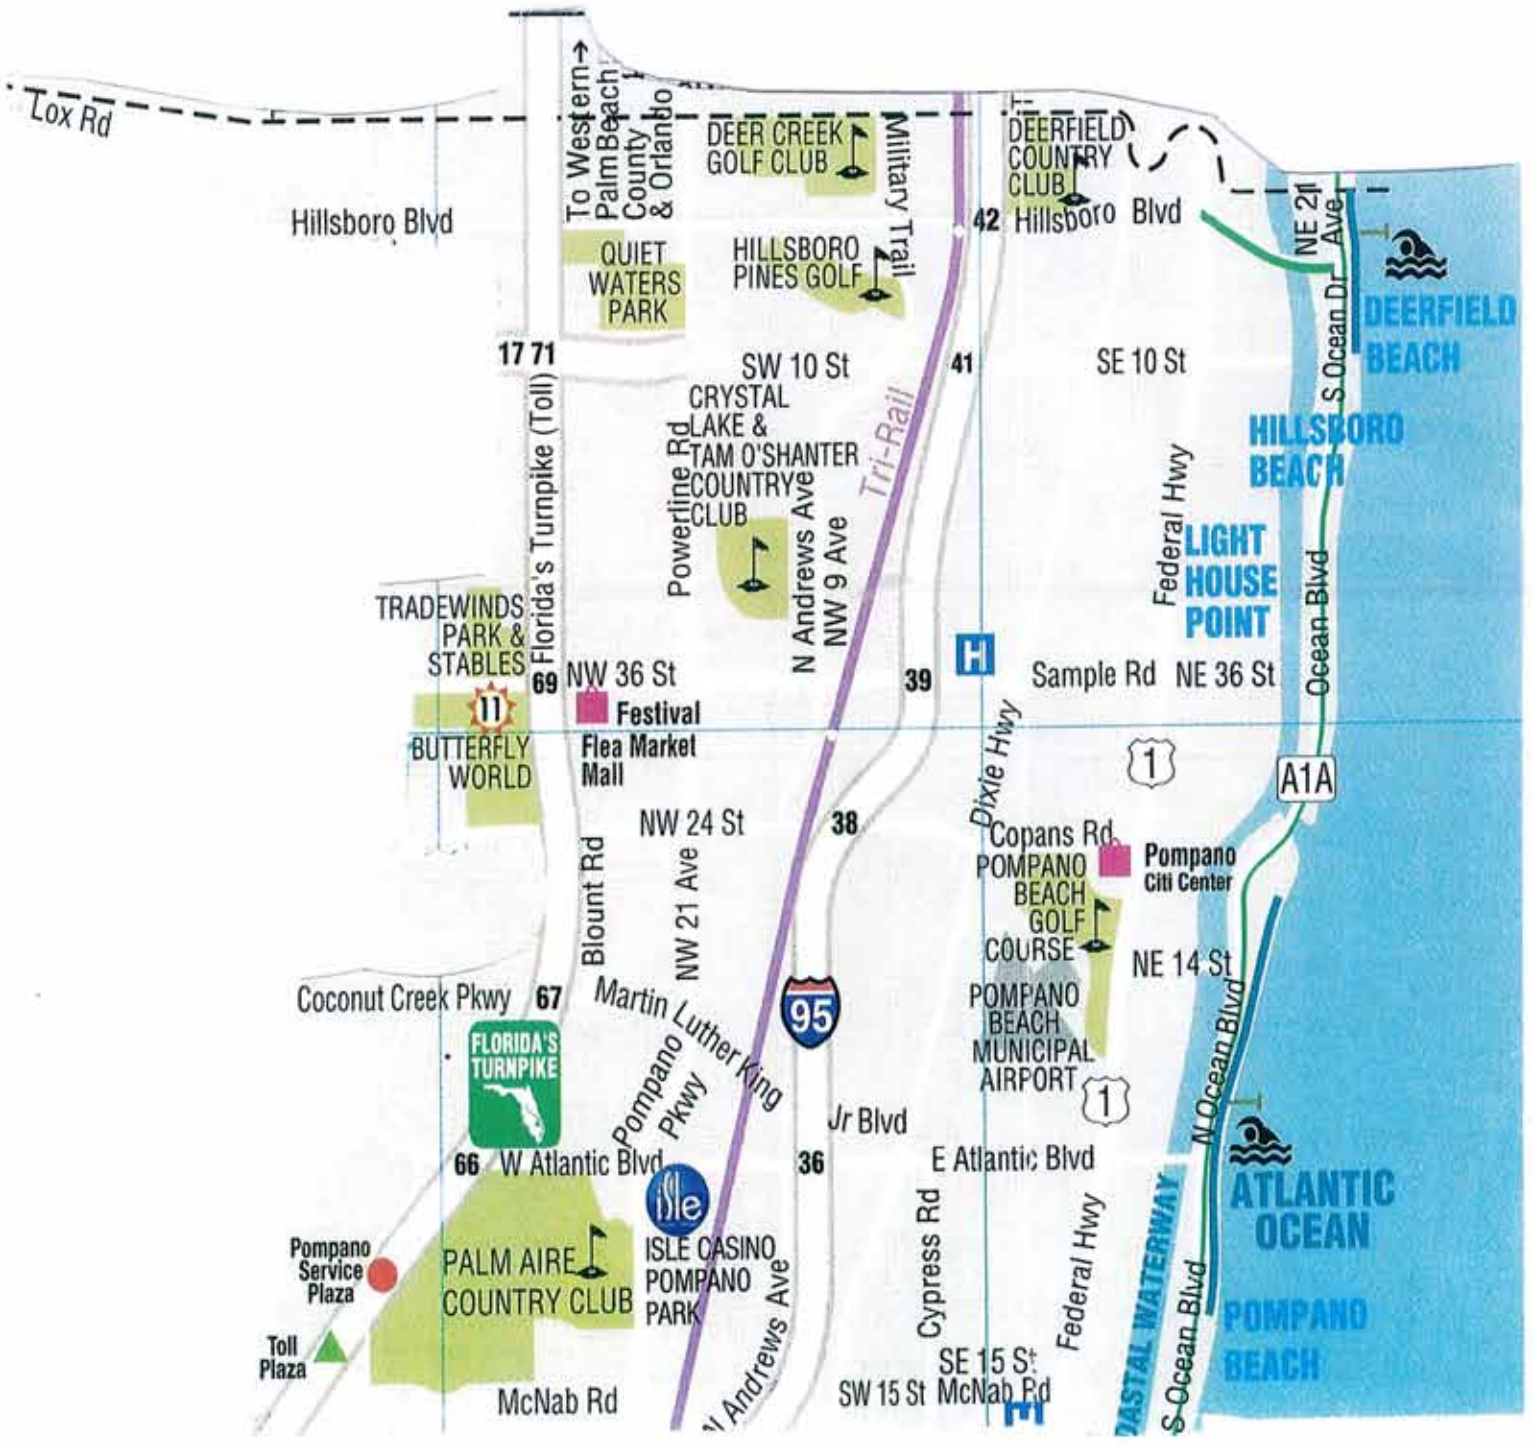 Lox Rd
To Western→
Palm Beach
County
& Orlando
DEER CREEK
GOLF CLUB
Military Trail
DEERFIELD
COUNTRY
CLUB
Hillsboro Blvd
42
Hillsboro Blvd
NE 21
Ave
QUIET
WATERS
PARK
HILLSBORO
PINES GOLF
S Ocean Dr
DEERFIELD
BEACH
17 71
SW 10 St
41
SE 10 St
Florida's Turnpike (Toll)
Powerline Rd
CRYSTAL
LAKE &
TAM O'SHANTER
COUNTRY
CLUB
Tri-Rail
HILLSBORO
BEACH
N Andrews Ave
NW 9 Ave
Federal Hwy
LIGHT
HOUSE
POINT
Ocean Blvd
TRADEWINDS
PARK &
STABLES
69
NW 36 St
39
H
Sample Rd
NE 36 St
11
Festival
Flea Market
Mall
BUTTERFLY
WORLD
Dixie Hwy
1
A1A
NW 24 St
38
Copans Rd
Pompano
Citi Center
POMPANO
BEACH
GOLF
COURSE
Blount Rd
NW 21 Ave
NE 14 St
Coconut Creek Pkwy
67
Martin Luther King
Jr Blvd
95
POMPANO
BEACH
MUNICIPAL
AIRPORT
N Ocean Blvd
FLORIDA'S
TURNPIKE
Pompano
Pkwy
1
66
W Atlantic Blvd
36
E Atlantic Blvd
isle
ISLE CASINO
POMPANO
PARK
ATLANTIC
OCEAN
Pompano
Service
Plaza
PALM AIRE
COUNTRY CLUB
N Andrews Ave
Cypress Rd
Federal Hwy
OASTAL WATERWAY
S Ocean Blvd
POMPANO
BEACH
Toll
Plaza
McNab Rd
SE 15 St
SW 15 St
McNab Rd